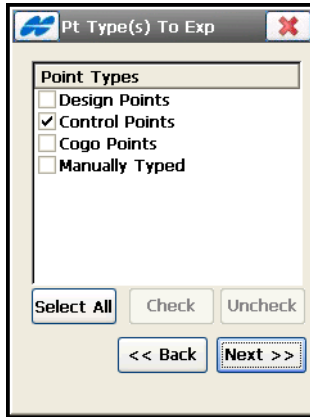 Pt Type(s) To Exp
Point Types
Design Points
Control Points
Cogo Points
Manually Typed
Select All Check Uncheck
<< Back Next >>